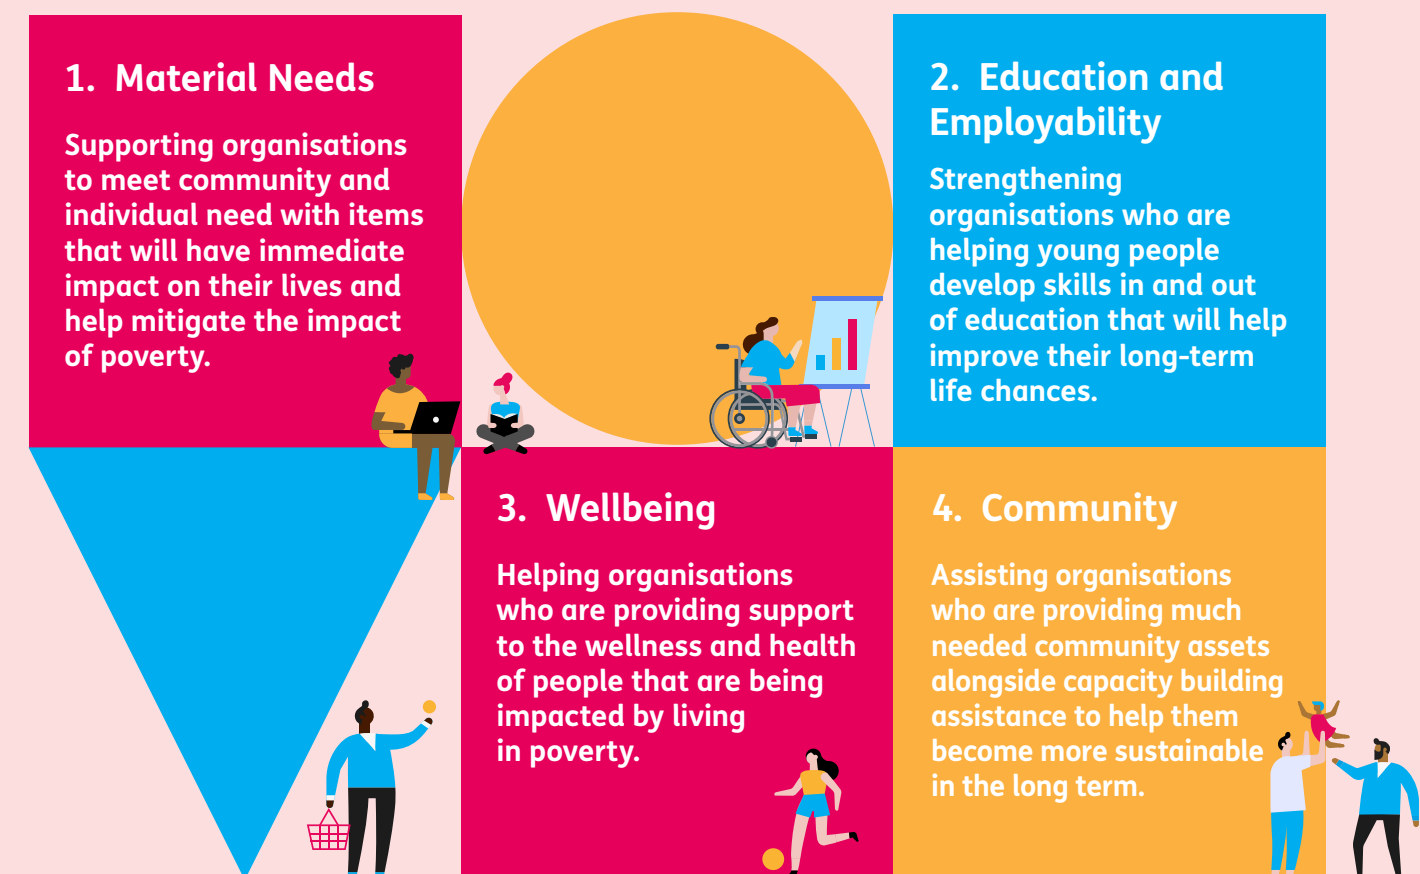 1. Material Needs
Supporting organisations
to meet community and
individual need with items
that will have immediate
impact on their lives and
help mitigate the impact
of poverty.
2. Education and
Employability
Strengthening
organisations who are
helping young people
develop skills in and out
of education that will help
improve their long-term
life chances.
3. Wellbeing
Helping organisations
who are providing support
to the wellness and health
of people that are being
impacted by living
in poverty.
4. Community
Assisting organisations
who are providing much
needed community assets
alongside capacity building
assistance to help them
become more sustainable
in the long term.